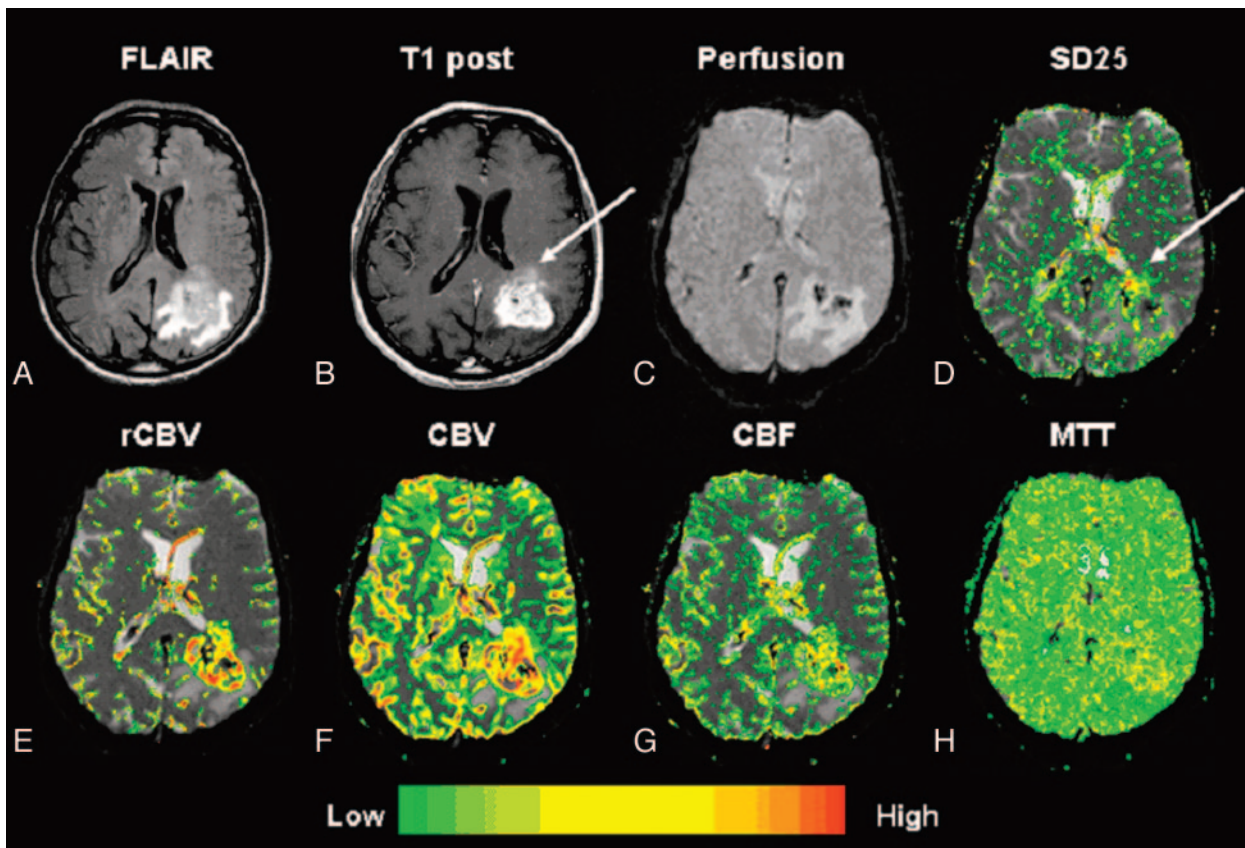 FLAIR T1 post Perfusion SD25
A B C D
rCBV CBV CBF MTT
E F G H
Low High